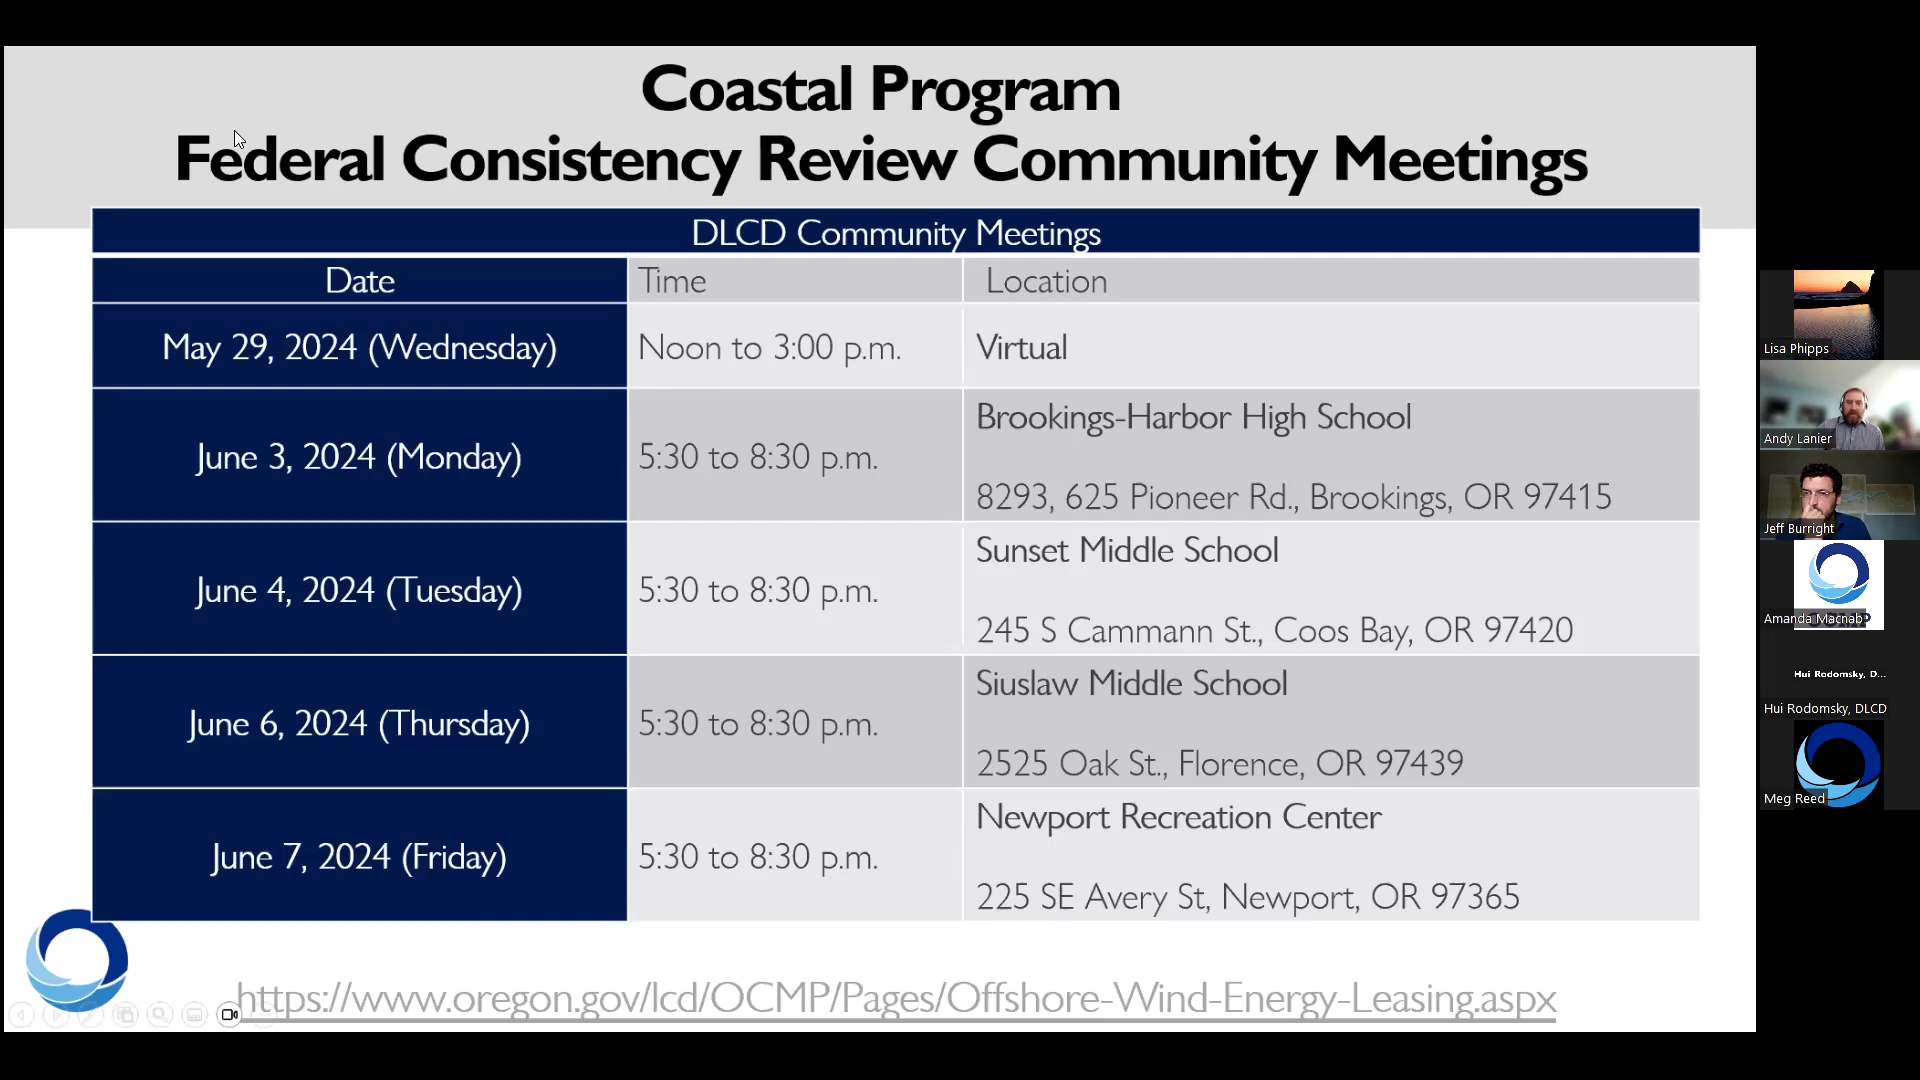 Coastal Program
Federal Consistency Review Community Meetings
DLCD Community Meetings
Date
Time
Location
May 29, 2024 (Wednesday)
Noon to 3:00 p.m.
Virtual
June 3, 2024 (Monday)
5:30 to 8:30 p.m.
Brookings-Harbor High School
8293, 625 Pioneer Rd., Brookings, OR 97415
June 4, 2024 (Tuesday)
5:30 to 8:30 p.m.
Sunset Middle School
245 S Cammann St., Coos Bay, OR 97420
June 6, 2024 (Thursday)
5:30 to 8:30 p.m.
Siuslaw Middle School
2525 Oak St., Florence, OR 97439
June 7, 2024 (Friday)
5:30 to 8:30 p.m.
Newport Recreation Center
225 SE Avery St, Newport, OR 97365
https://www.oregon.gov/lcd/OCMP/Pages/Offshore-Wind-Energy-Leasing.aspx
Lisa Phipps
Andy Lanier
Jeff Burright
Amanda Macnab
Hui Rodomsky, D...
Hui Rodomsky, DLCD
Meg Reed